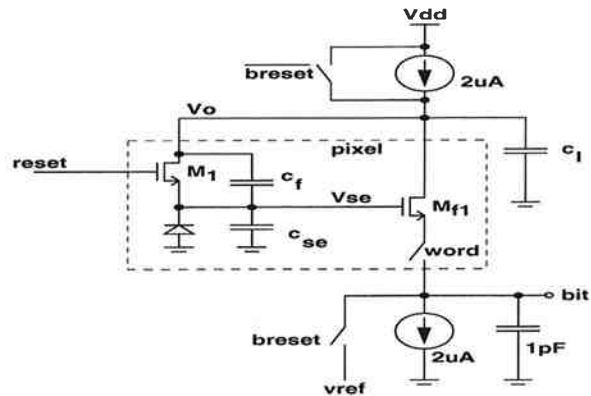 Vdd
breset
2uA
Vo
pixel
reset
M1
cf
cl
Vse
Mf1
cse
word
bit
breset
2uA
1pF
vref